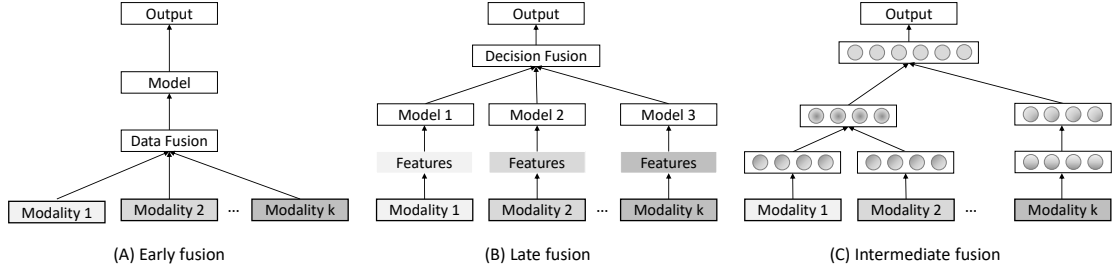 Output
Model
Data Fusion
Modality 1
Modality 2
...
Modality k
(A) Early fusion
Output
Decision Fusion
Model 1
Model 2
Model 3
Features
Features
Features
Modality 1
Modality 2
...
Modality k
(B) Late fusion
Output
Modality 1
Modality 2
...
Modality k
(C) Intermediate fusion